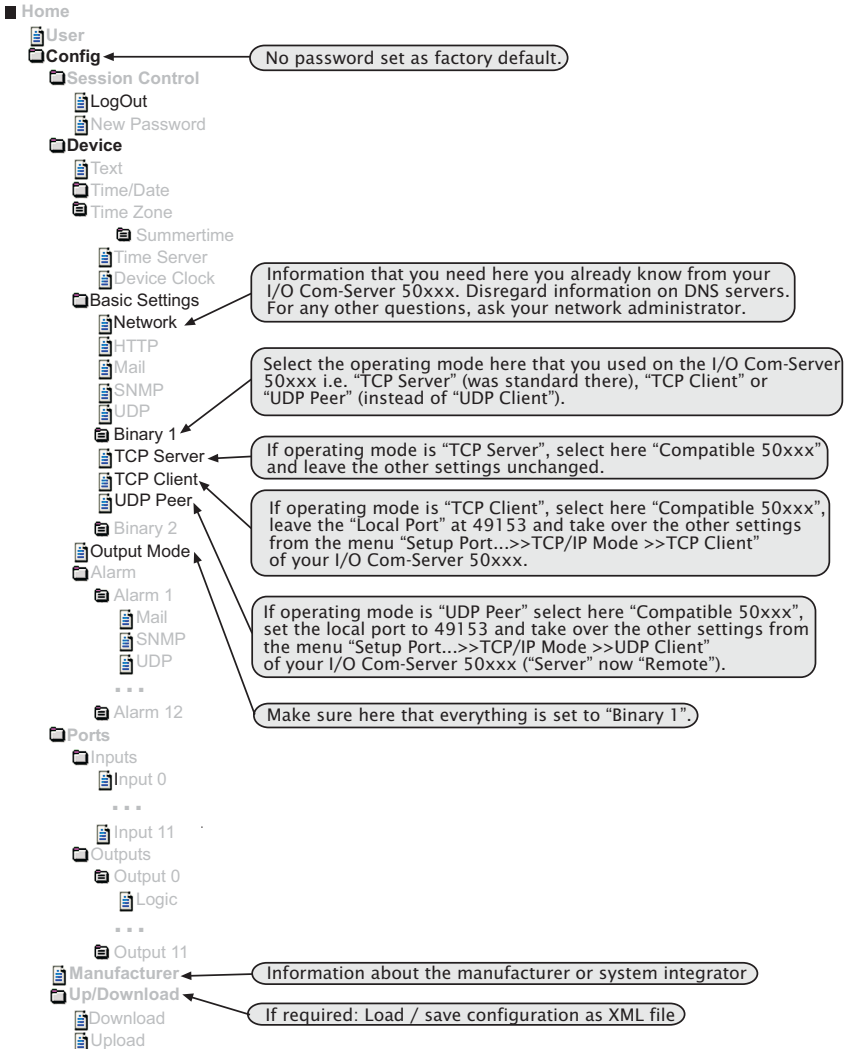 Home
User
Config
No password set as factory default.
Session Control
LogOut
New Password
Device
Text
Time/Date
Time Zone
Summertime
Time Server
Device Clock
Information that you need here you already know from your
I/O Com-Server 50xxx. Disregard information on DNS servers.
For any other questions, ask your network administrator.
Basic Settings
Network
HTTP
Mail
SNMP
UDP
Select the operating mode here that you used on the I/O Com-Server
50xxx i.e. “TCP Server” (was standard there), “TCP Client” or
“UDP Peer” (instead of “UDP Client”).
Binary 1
TCP Server
If operating mode is “TCP Server”, select here “Compatible 50xxx”
and leave the other settings unchanged.
TCP Client
UDP Peer
If operating mode is “TCP Client”, select here “Compatible 50xxx”,
leave the “Local Port” at 49153 and take over the other settings
from the menu “Setup Port...>>TCP/IP Mode >>TCP Client”
of your I/O Com-Server 50xxx.
Binary 2
Output Mode
Alarm
Alarm 1
Mail
SNMP
UDP
If operating mode is “UDP Peer” select here “Compatible 50xxx”,
set the local port to 49153 and take over the other settings from
the menu “Setup Port...>>TCP/IP Mode >>UDP Client”
of your I/O Com-Server 50xxx (“Server” now “Remote”).
...
Alarm 12
Make sure here that everything is set to “Binary 1”.
Ports
Inputs
Input 0
...
Input 11
Outputs
Output 0
Logic
...
Output 11
Manufacturer
Information about the manufacturer or system integrator
Up/Download
If required: Load / save configuration as XML file
Download
Upload